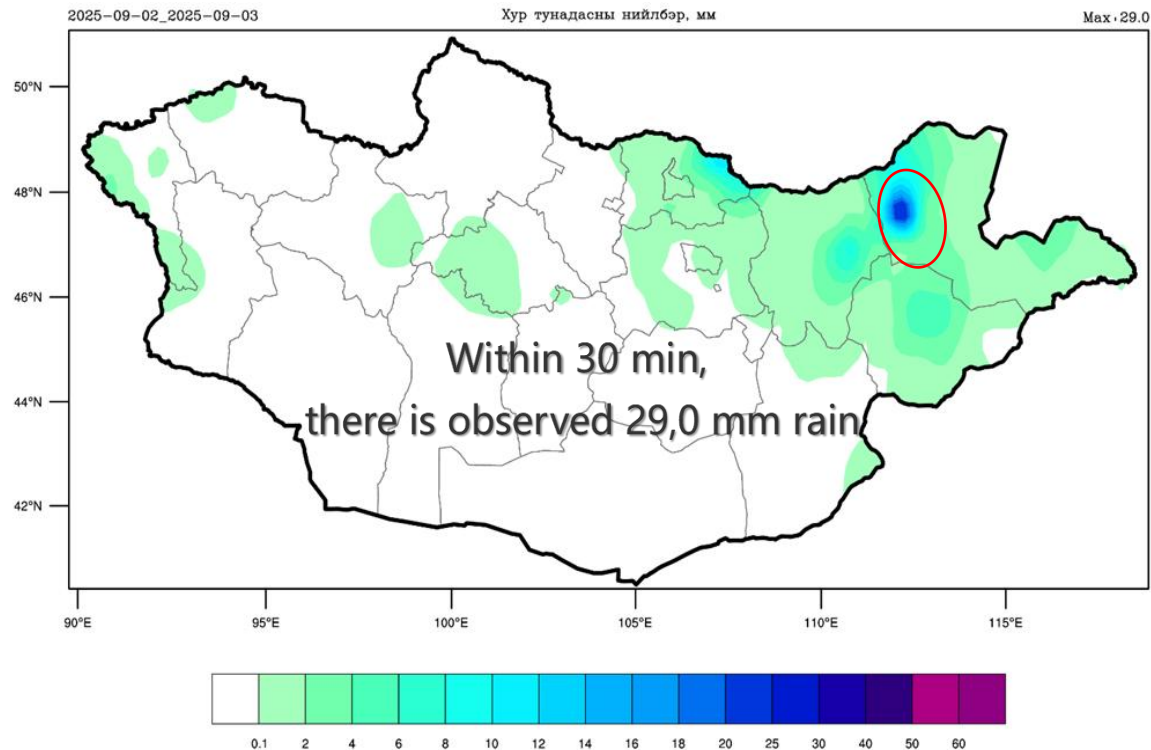 2025-09-02_2025-09-03 Хур тунадасны нийлбэр, мм Max:29.0
50°N
48°N
46°N
Within 30 min,
44°N
there is observed 29,0 mm rain
42°N
90°E 95°E 100°E 105°E 110°E 115°E
0.1 2 4 6 8 10 12 14 16 18 20 25 30 40 50 60